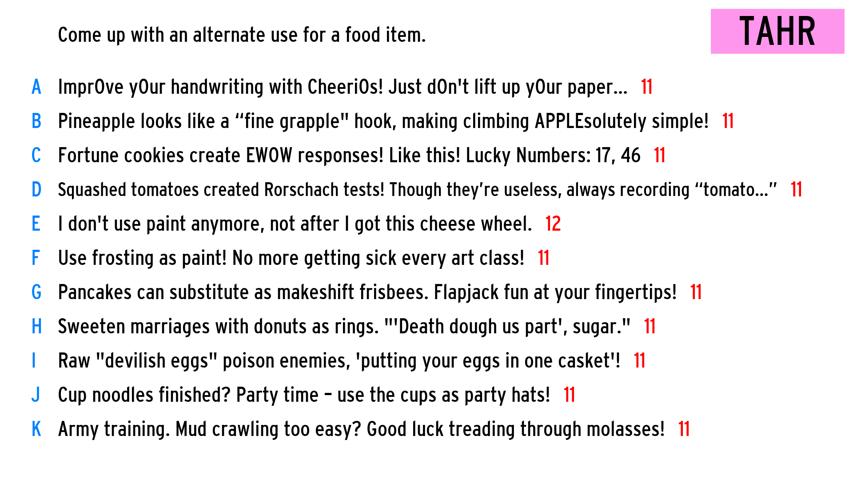 Come up with an alternate use for a food item.
TAHR
A Impr0ve y0ur handwriting with Cheeri0s! Just d0n't lift up y0ur paper... 11
B Pineapple looks like a “fine grapple" hook, making climbing APPLEsolutely simple! 11
C Fortune cookies create EWOW responses! Like this! Lucky Numbers: 17, 46 11
D Squashed tomatoes created Rorschach tests! Though they’re useless, always recording “tomato...” 11
E I don't use paint anymore, not after I got this cheese wheel. 12
F Use frosting as paint! No more getting sick every art class! 11
G Pancakes can substitute as makeshift frisbees. Flapjack fun at your fingertips! 11
H Sweeten marriages with donuts as rings. "'Death dough us part', sugar." 11
I Raw "devilish eggs" poison enemies, 'putting your eggs in one casket'! 11
J Cup noodles finished? Party time – use the cups as party hats! 11
K Army training. Mud crawling too easy? Good luck treading through molasses! 11